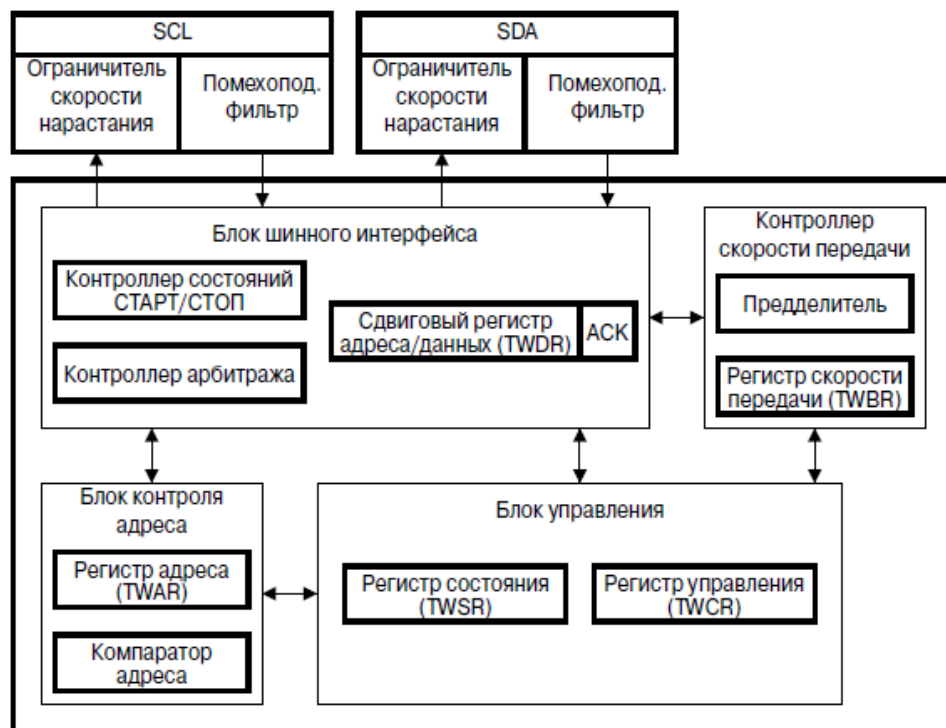 SCL
Ограничитель
скорости
нарастания
Помехопод.
фильтр
SDA
Ограничитель
скорости
нарастания
Помехопод.
фильтр
Блок шинного интерфейса
Контроллер состояний
СТАРТ/СТОП
Контроллер арбитража
Сдвиговый регистр
адреса/данных (TWDR)
ACK
Контроллер
скорости передачи
Предделитель
Регистр скорости
передачи (TWBR)
Блок контроля
адреса
Регистр адреса
(TWAR)
Компаратор
адреса
Блок управления
Регистр состояния
(TWSR)
Регистр управления
(TWCR)